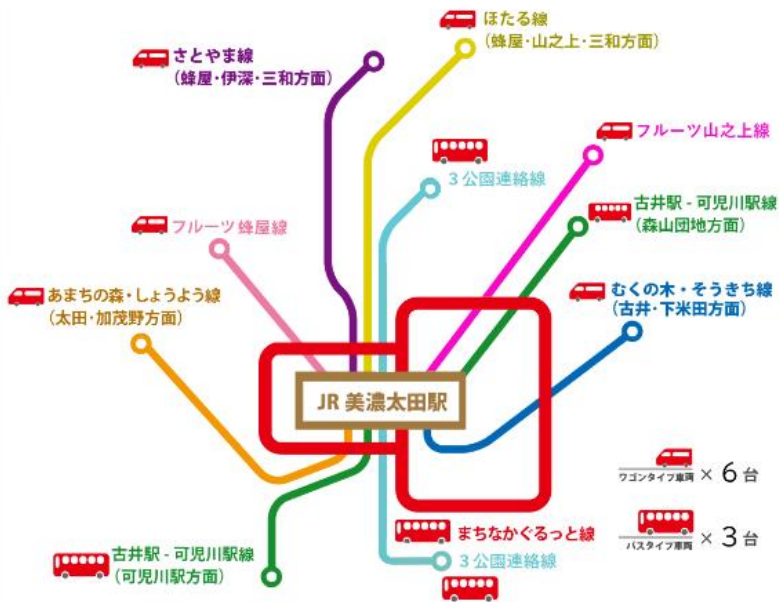 ほたる線
(蜂屋・山之上・三和方面)
さとやま線
(蜂屋・伊深・三和方面)
フルーツ山之上線
3公園連絡線
古井駅 - 可児川駅線
(森山団地方面)
フルーツ蜂屋線
むくの木・そうきち線
(古井・下米田方面)
あまちの森・しょうよう線
(太田・加茂野方面)
JR 美濃太田駅
ワゴンタイプ車両 × 6 台
まちなかぐるっと線
バスタイプ車両 × 3 台
古井駅 - 可児川駅線
(可児川駅方面)
3公園連絡線